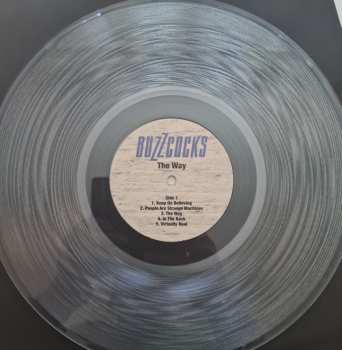 BUZZCOCKS
The Way
Side 1
1. Keep On Believing
2. People Are Strange Machines
3. The Way
4. In The Back
5. Virtually Real